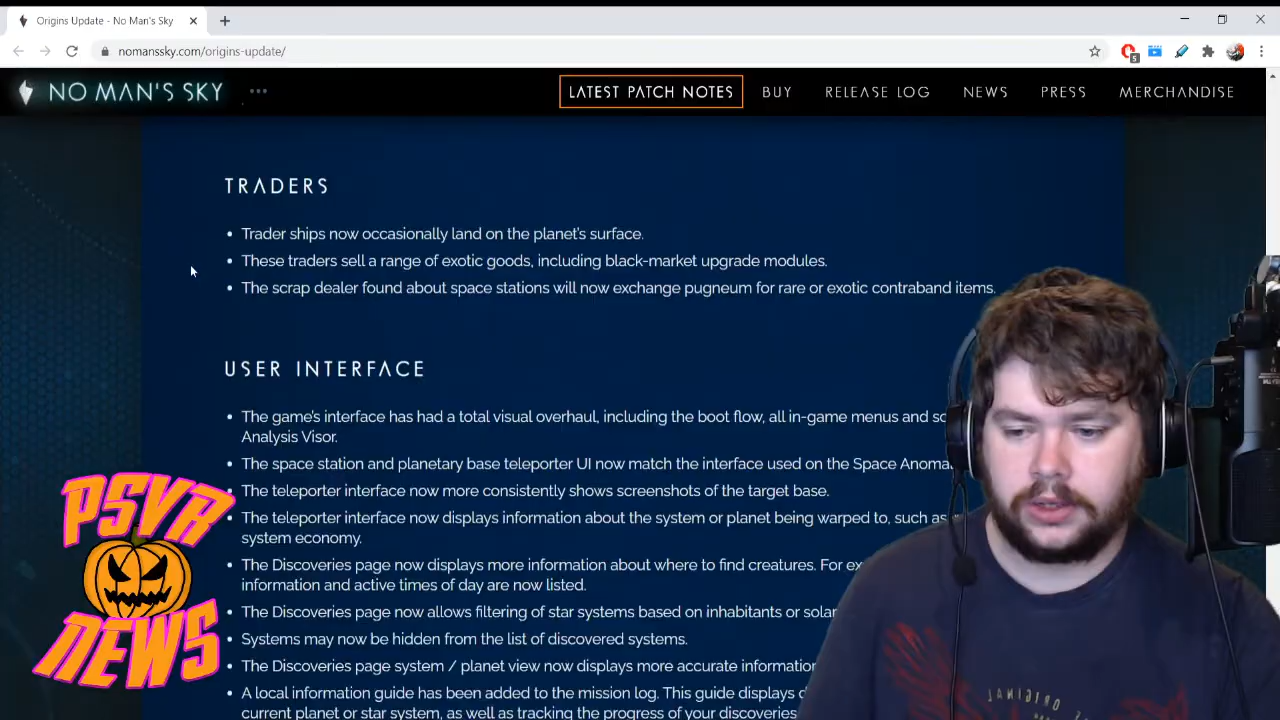 Origins Update - No Man's Sky
nomanssky.com/origins-update/
5
NO MAN'S SKY
LATEST PATCH NOTES
BUY
RELEASE LOG
NEWS
PRESS
MERCHANDISE
TRADERS
• Trader ships now occasionally land on the planet's surface.
• These traders sell a range of exotic goods, including black-market upgrade modules.
• The scrap dealer found about space stations will now exchange pugneum for rare or exotic contraband items.
USER INTERFACE
• The game's interface has had a total visual overhaul, including the boot flow, all in-game menus and
Analysis Visor.
• The space station and planetary base teleporter UI now match the interface used on the Space
• The teleporter interface now more consistently shows screenshots of the target base.
• The teleporter interface now displays information about the system or planet being warped to, such as
system economy.
• The Discoveries page now displays more information about where to find creatures. For
information and active times of day are now listed.
• The Discoveries page now allows filtering of star systems based on inhabitants or
• Systems may now be hidden from the list of discovered systems.
• The Discoveries page system / planet view now displays more accurate
• A local information guide has been added to the mission log. This guide displays
current planet or star system, as well as tracking the progress of your discoveries
PSVR
NEWS
ORIGINAL